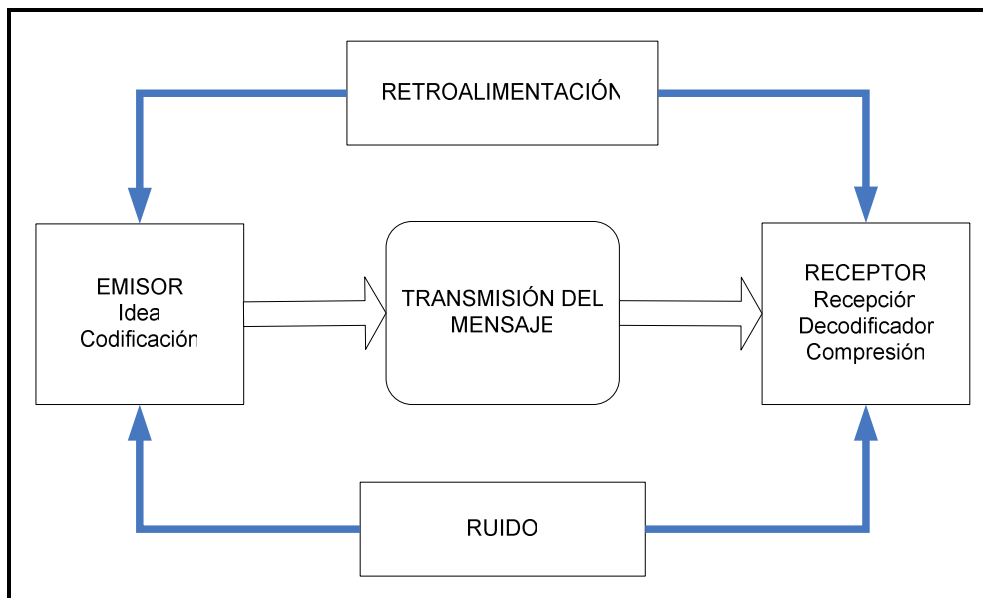 RETROALIMENTACIÓN
EMISOR
Idea
Codificación
TRANSMISIÓN DEL
MENSAJE
RECEPTOR
Recepción
Decodificador
Compresión
RUIDO